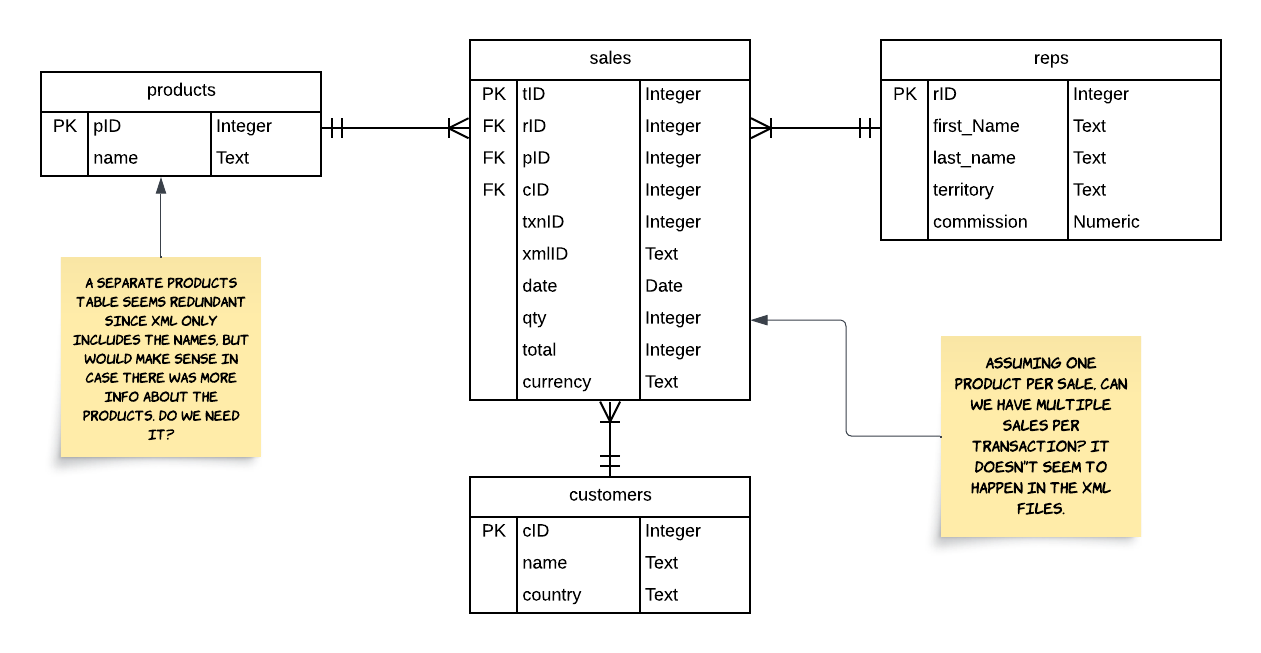 products
PK pID Integer
name Text
sales
PK tID Integer
FK rID Integer
FK pID Integer
FK cID Integer
txnID Integer
xmlID Text
date Date
qty Integer
total Integer
currency Text
reps
PK rID Integer
first_Name Text
last_name Text
territory Text
commission Numeric
A SEPARATE PRODUCTS
TABLE SEEMS REDUNDANT
SINCE XML ONLY
INCLUDES THE NAMES, BUT
WOULD MAKE SENSE IN
CASE THERE WAS MORE
INFO ABOUT THE
PRODUCTS. DO WE NEED
IT?
ASSUMING ONE
PRODUCT PER SALE. CAN
WE HAVE MULTIPLE
SALES PER
TRANSACTION? IT
DOESN"T SEEM TO
HAPPEN IN THE XML
FILES.
customers
PK cID Integer
name Text
country Text